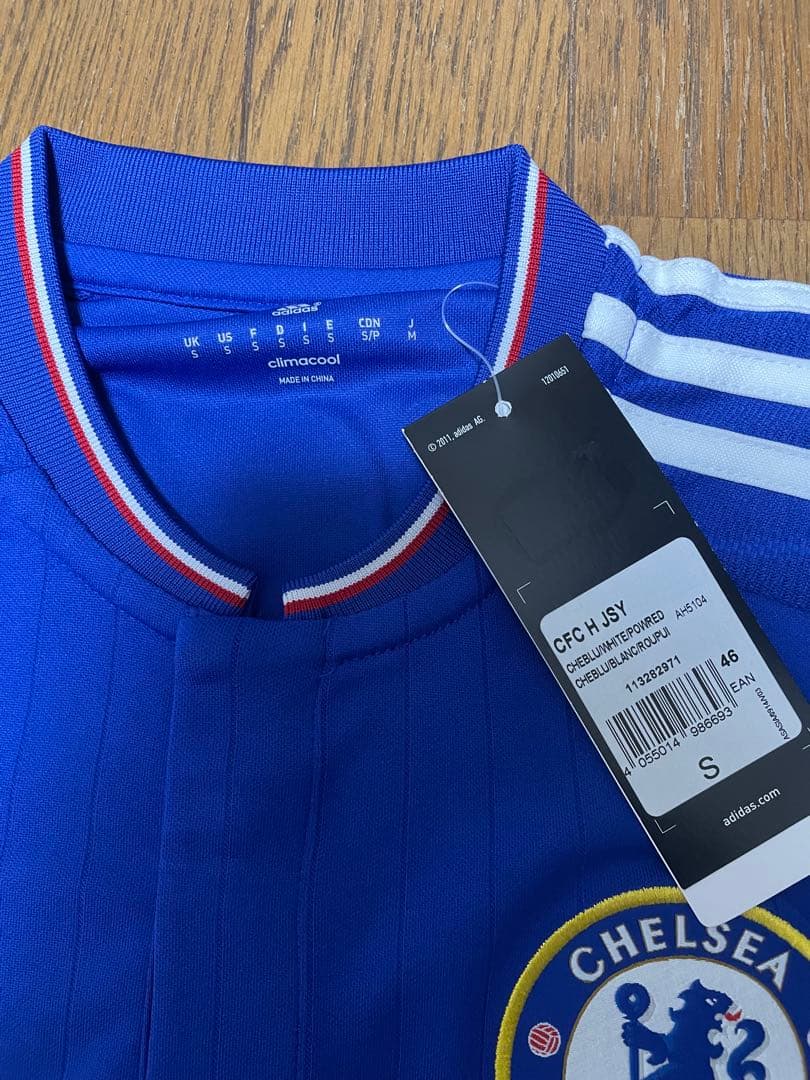 adidas
UK US F D I E CDN J
S S S S S S S/P M
climacool
MADE IN CHINA
12010651
© 2011. adidas AG.
CFC H JSY
AH5104
CHEBLU/WHITE/POWRED
CHEBLU/BLANC/ROUPUI
113282971
46
4 055014 986693
EAN
S
adidas.com
CHELSEA